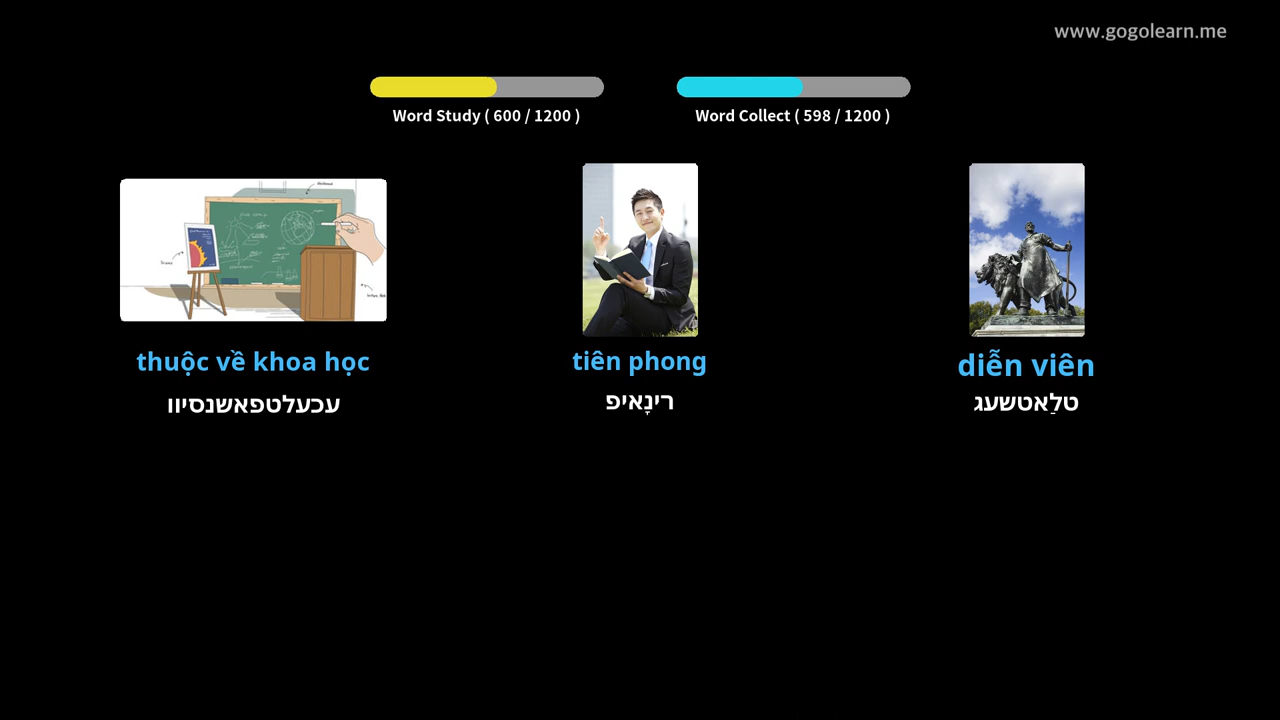 www.gogolearn.me
Word Study ( 600 / 1200 )
Word Collect ( 598 / 1200 )
thuộc về khoa học
עכעלטפאשנסיוו
tiên phong
רינָאיפ
diễn viên
טלַאטשעג